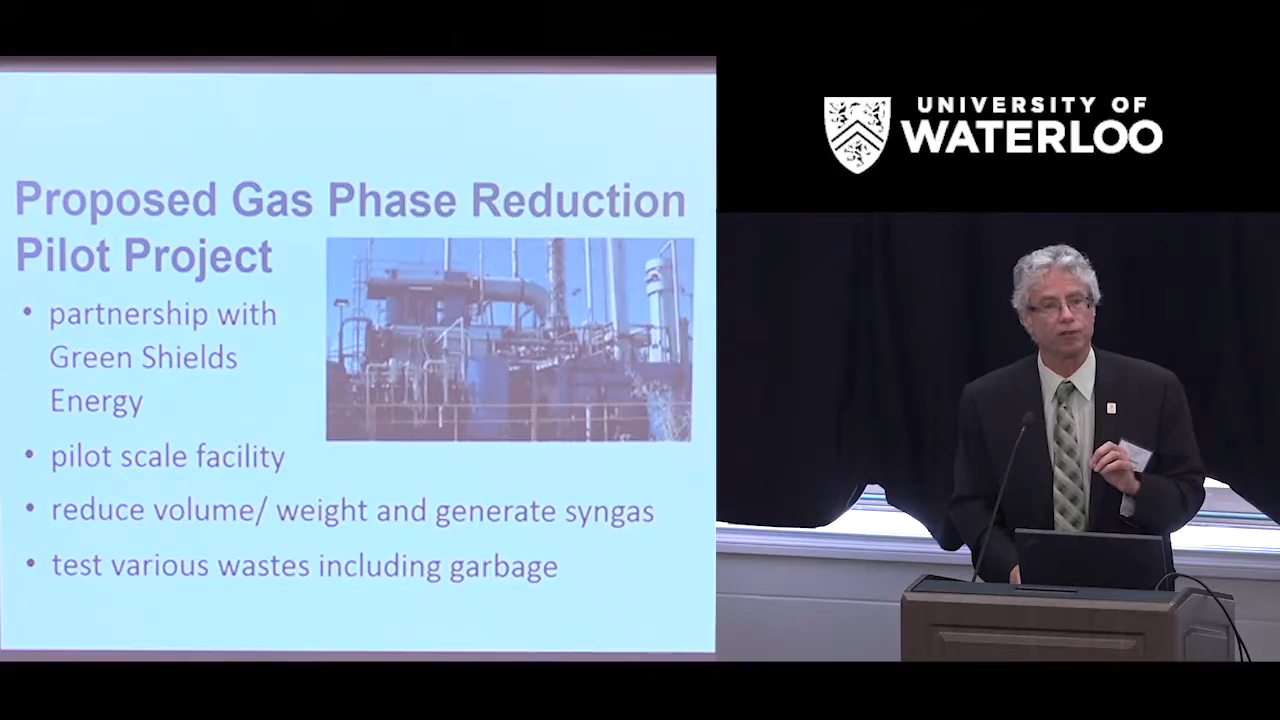 Proposed Gas Phase Reduction
Pilot Project
• partnership with
Green Shields
Energy
• pilot scale facility
• reduce volume/ weight and generate syngas
• test various wastes including garbage
UNIVERSITY OF
WATERLOO